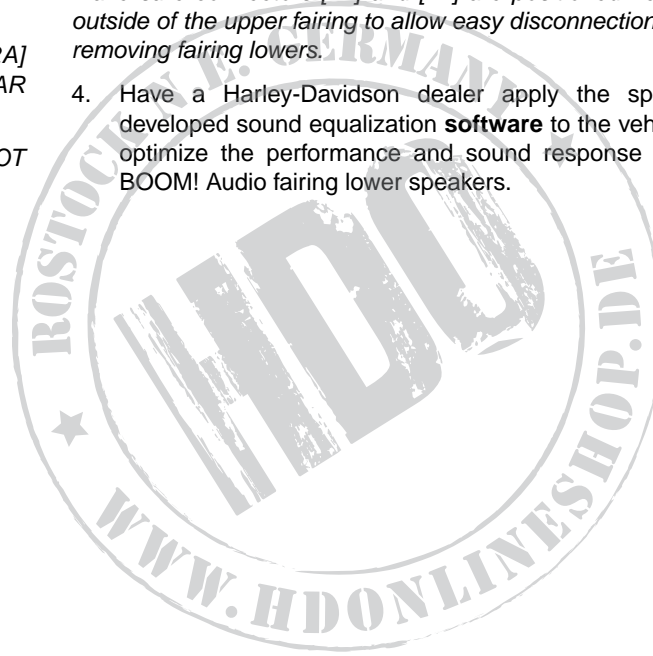 outside of the upper fairing to allow easy disconnection
removing fairing lowers.
A]
AR
OT
4. Have a Harley-Davidson dealer apply the sp
developed sound equalization software to the veh
optimize the performance and sound response
BOOM! Audio fairing lower speakers.
ROSTOCK N.E. GERMANY
HDO
WWW.HDONLINESHOP.DE